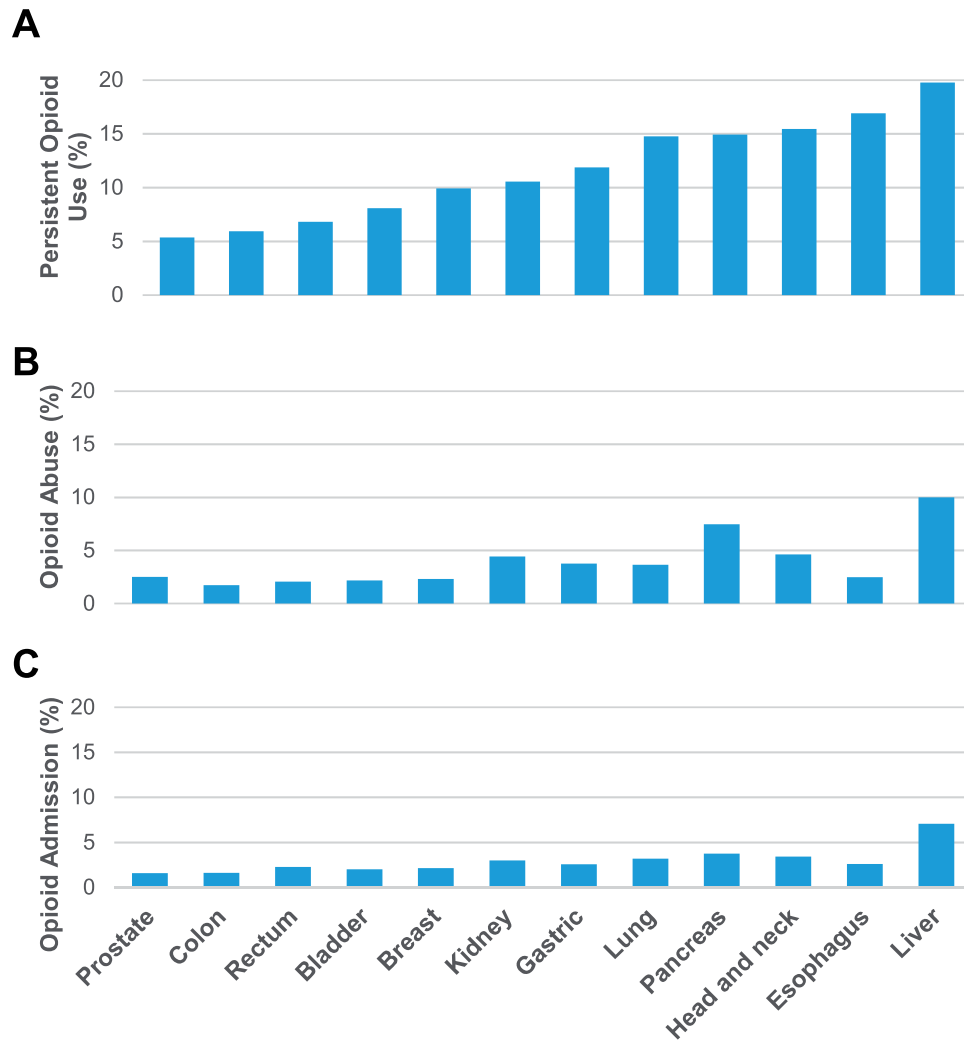 A
Persistent Opioid
Use (%)
20
15
10
5
0
B
Opioid Abuse (%)
20
15
10
5
0
C
Opioid Admission (%)
20
15
10
5
0
Prostate
Colon
Rectum
Bladder
Breast
Kidney
Gastric
Lung
Pancreas
Head and neck
Esophagus
Liver